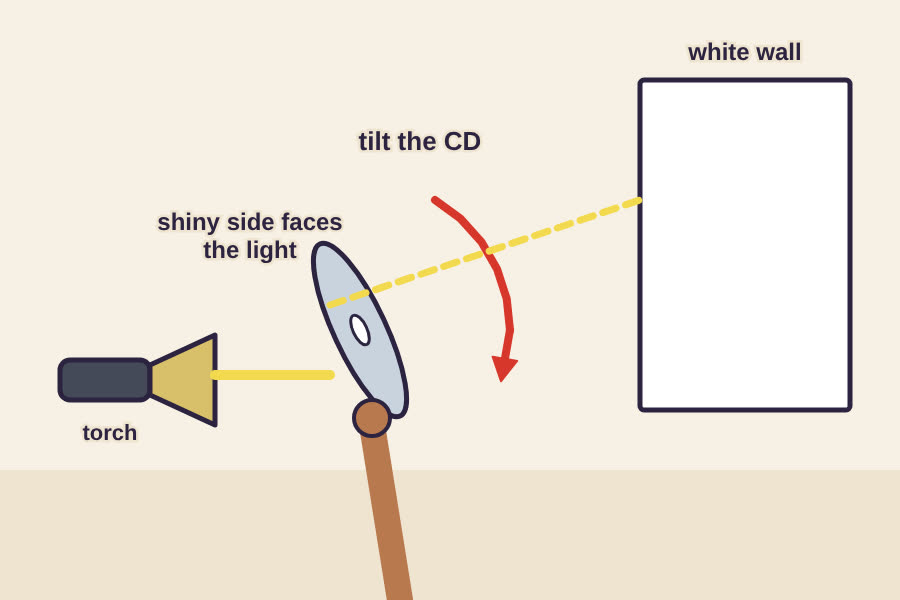 white wall
tilt the CD
shiny side faces
the light
torch